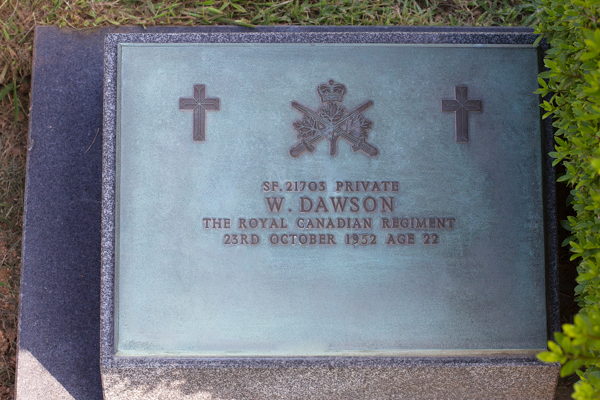 SF.21703 PRIVATE
W. DAWSON
THE ROYAL CANADIAN REGIMENT
23RD OCTOBER 1952 AGE 22